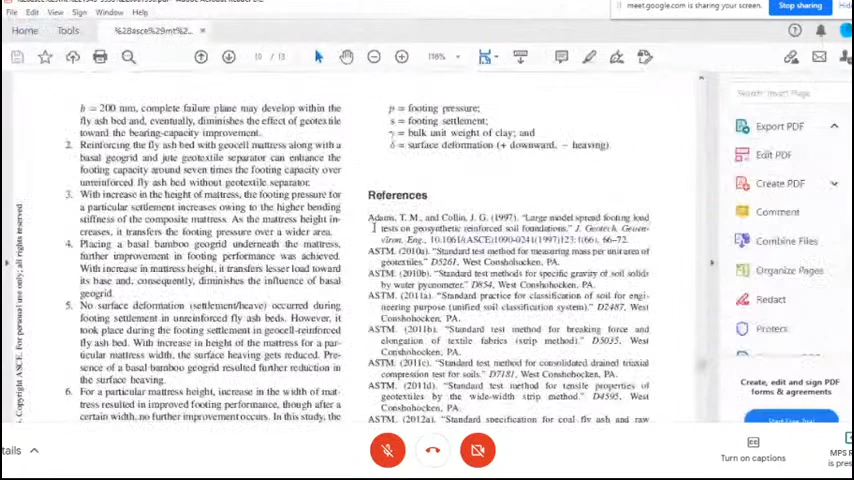 meet.google.com is sharing your screen.
Stop sharing
File Edit View Sign Window Help
Home Tools %28asce%29mt%2...
10 / 13
116%
b = 200 mm, complete failure plane may develop within the
fly ash bed and, eventually, diminishes the effect of geotextile
toward the bearing-capacity improvement.
2. Reinforcing the fly ash bed with geocell mattress along with a
basal geogrid and jute geotextile separator can enhance the
footing capacity around seven times the footing capacity over
unreinforced fly ash bed without geotextile separator.
3. With increase in the height of mattress, the footing pressure for
a particular settlement increases owing to the higher bending
stiffness of the composite mattress. As the mattress height in-
creases, it transfers the footing pressure over a wider area.
4. Placing a basal bamboo geogrid underneath the mattress,
further improvement in footing performance was achieved.
With increase in mattress height, it transfers lesser load toward
its base and, consequently, diminishes the influence of basal
geogrid.
5. No surface deformation (settlement/heave) occurred during
footing settlement in unreinforced fly ash beds. However, it
took place during the footing settlement in geocell-reinforced
fly ash bed. With increase in height of the mattress for a par-
ticular mattress width, the surface heaving gets reduced. Pre-
sence of a basal bamboo geogrid resulted further reduction in
the surface heaving.
6. For a particular mattress height, increase in the width of mat-
tress resulted in improved footing performance, though after a
certain width, no further improvement occurs. In this study, the
p = footing pressure;
s = footing settlement;
γ = bulk unit weight of clay; and
δ = surface deformation (+ downward, − heaving).
References
Adams, T. M., and Collin, J. G. (1997). "Large model spread footing load
tests on geosynthetic reinforced soil foundations." J. Geotech. Geoen-
viron. Eng., 10.1061/(ASCE)1090-0241(1997)123:1(66), 66–72.
ASTM. (2010a). "Standard test method for measuring mass per unit area of
geotextiles." D5261, West Conshohocken, PA.
ASTM. (2010b). "Standard test methods for specific gravity of soil solids
by water pycnometer." D854, West Conshohocken, PA.
ASTM. (2011a). "Standard practice for classification of soil for engi-
neering purpose (unified soil classification system)." D2487, West
Conshohocken, PA.
ASTM. (2011b). "Standard test method for breaking force and
elongation of textile fabrics (strip method)." D5035, West
Conshohocken, PA.
ASTM. (2011c). "Standard test method for consolidated drained triaxial
compression test for soils." D7181, West Conshohocken, PA.
ASTM. (2011d). "Standard test method for tensile properties of
geotextiles by the wide-width strip method." D4595, West
Conshohocken, PA.
ASTM. (2012a). "Standard specification for coal fly ash and raw
Copyright ASCE. For personal use only; all rights reserved.
Search 'Insert Page'
Export PDF
Edit PDF
Create PDF
Comment
Combine Files
Organize Pages
Redact
Protect
Create, edit and sign PDF
forms & agreements
Start Free Trial
tails
Turn on captions
MPS R
is prese